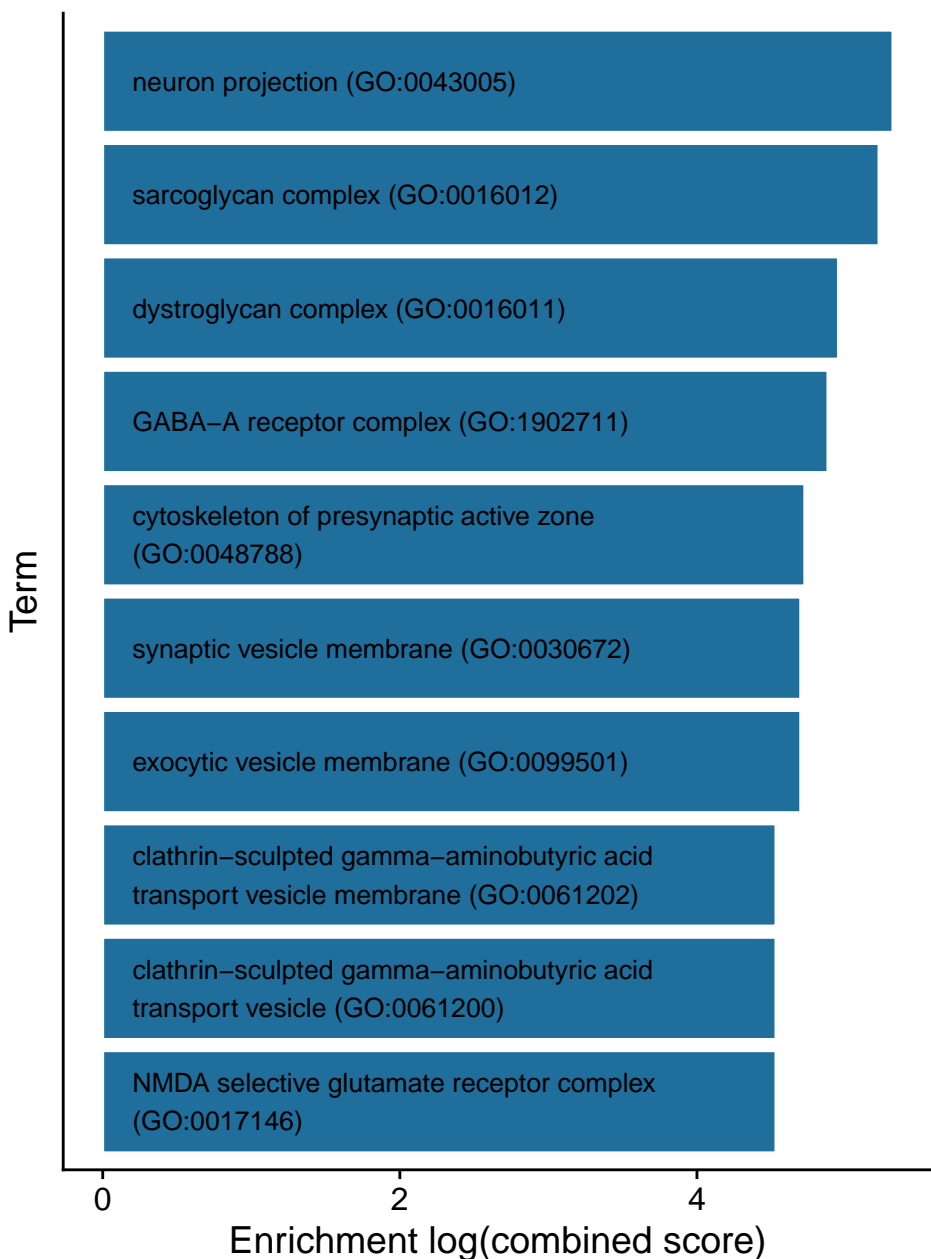 neuron projection (GO:0043005)
sarcoglycan complex (GO:0016012)
dystroglycan complex (GO:0016011)
GABA−A receptor complex (GO:1902711)
cytoskeleton of presynaptic active zone
(GO:0048788)
synaptic vesicle membrane (GO:0030672)
exocytic vesicle membrane (GO:0099501)
clathrin−sculpted gamma−aminobutyric acid
transport vesicle membrane (GO:0061202)
clathrin−sculpted gamma−aminobutyric acid
transport vesicle (GO:0061200)
NMDA selective glutamate receptor complex
(GO:0017146)
Term
0 2 4
Enrichment log(combined score)